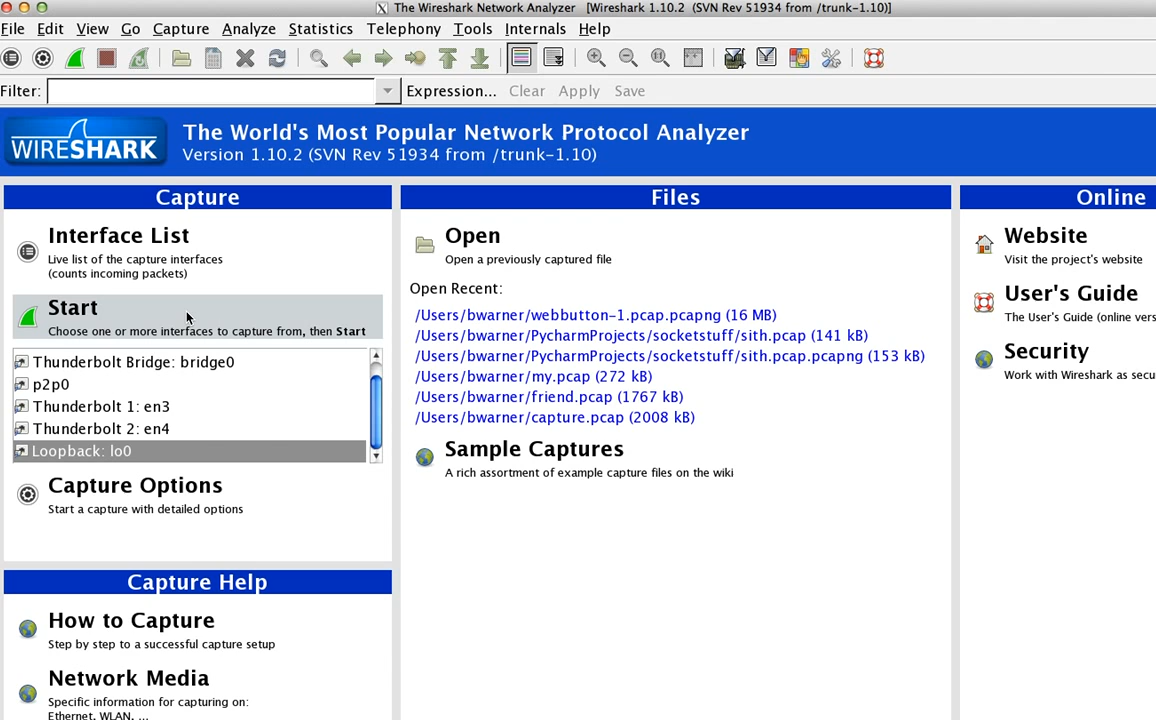 The Wireshark Network Analyzer [Wireshark 1.10.2 (SVN Rev 51934 from /trunk-1.10)]
File Edit View Go Capture Analyze Statistics Telephony Tools Internals Help
Filter: Expression... Clear Apply Save
WIRESHARK
The World's Most Popular Network Protocol Analyzer
Version 1.10.2 (SVN Rev 51934 from /trunk-1.10)
Capture
Interface List
Live list of the capture interfaces
(counts incoming packets)
Start
Choose one or more interfaces to capture from, then Start
Thunderbolt Bridge: bridge0
p2p0
Thunderbolt 1: en3
Thunderbolt 2: en4
Loopback: lo0
Capture Options
Start a capture with detailed options
Capture Help
How to Capture
Step by step to a successful capture setup
Network Media
Specific information for capturing on:
Ethernet, WLAN, ...
Files
Open
Open a previously captured file
Open Recent:
/Users/bwarner/webbutton-1.pcap.pcapng (16 MB)
/Users/bwarner/PycharmProjects/socketstuff/sith.pcap (141 kB)
/Users/bwarner/PycharmProjects/socketstuff/sith.pcap.pcapng (153 kB)
/Users/bwarner/my.pcap (272 kB)
/Users/bwarner/friend.pcap (1767 kB)
/Users/bwarner/capture.pcap (2008 kB)
Sample Captures
A rich assortment of example capture files on the wiki
Online
Website
Visit the project's website
User's Guide
The User's Guide (online vers
Security
Work with Wireshark as secu